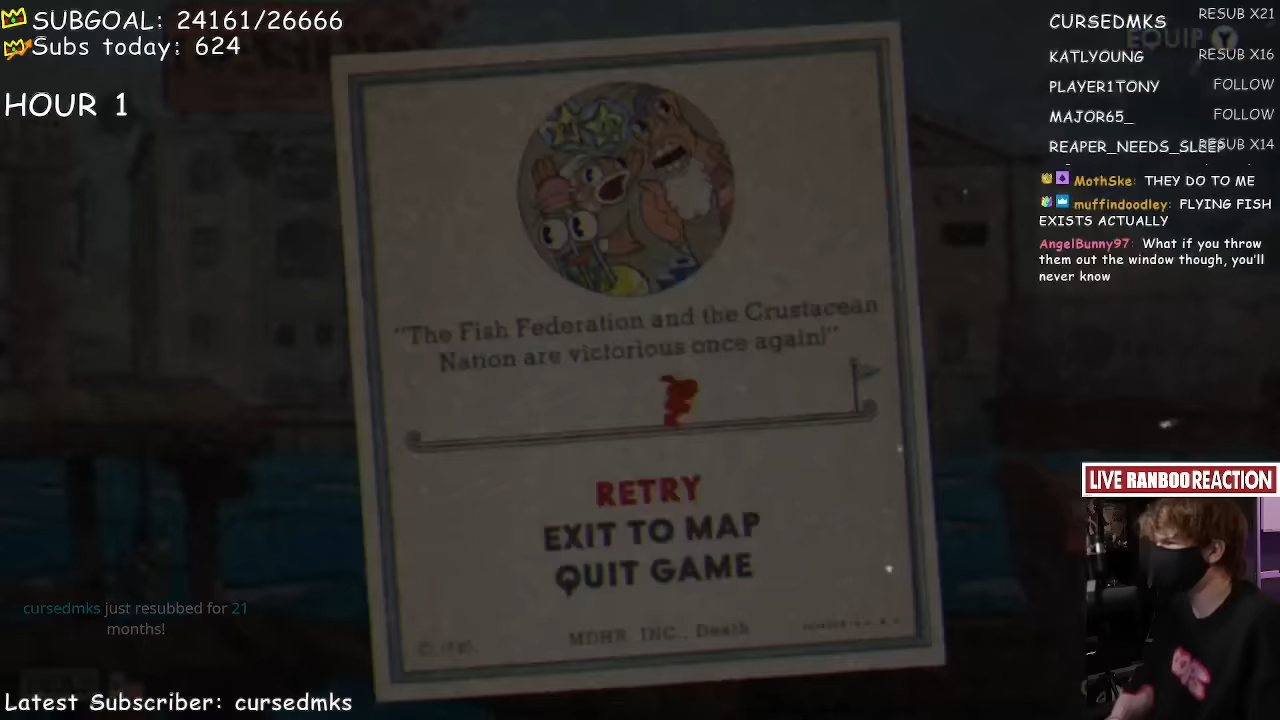 SUBGOAL: 24161/26666
Subs today: 624
HOUR 1
EQUIP Y
CURSEDMKS RESUB X21
KATLYOUNG RESUB X16
PLAYER1TONY FOLLOW
MAJOR65_ FOLLOW
REAPER_NEEDS_SLEEP RESUB X14
MothSke: THEY DO TO ME
muffindoodley: FLYING FISH
EXISTS ACTUALLY
AngelBunny97: What if you throw
them out the window though, you'll
never know
"The Fish Federation and the Crustacean
Nation are victorious once again!"
RETRY
EXIT TO MAP
QUIT GAME
MDHR INC., Death
LIVE RANBOO REACTION
cursedmks just resubbed for 21
months!
Latest Subscriber: cursedmks